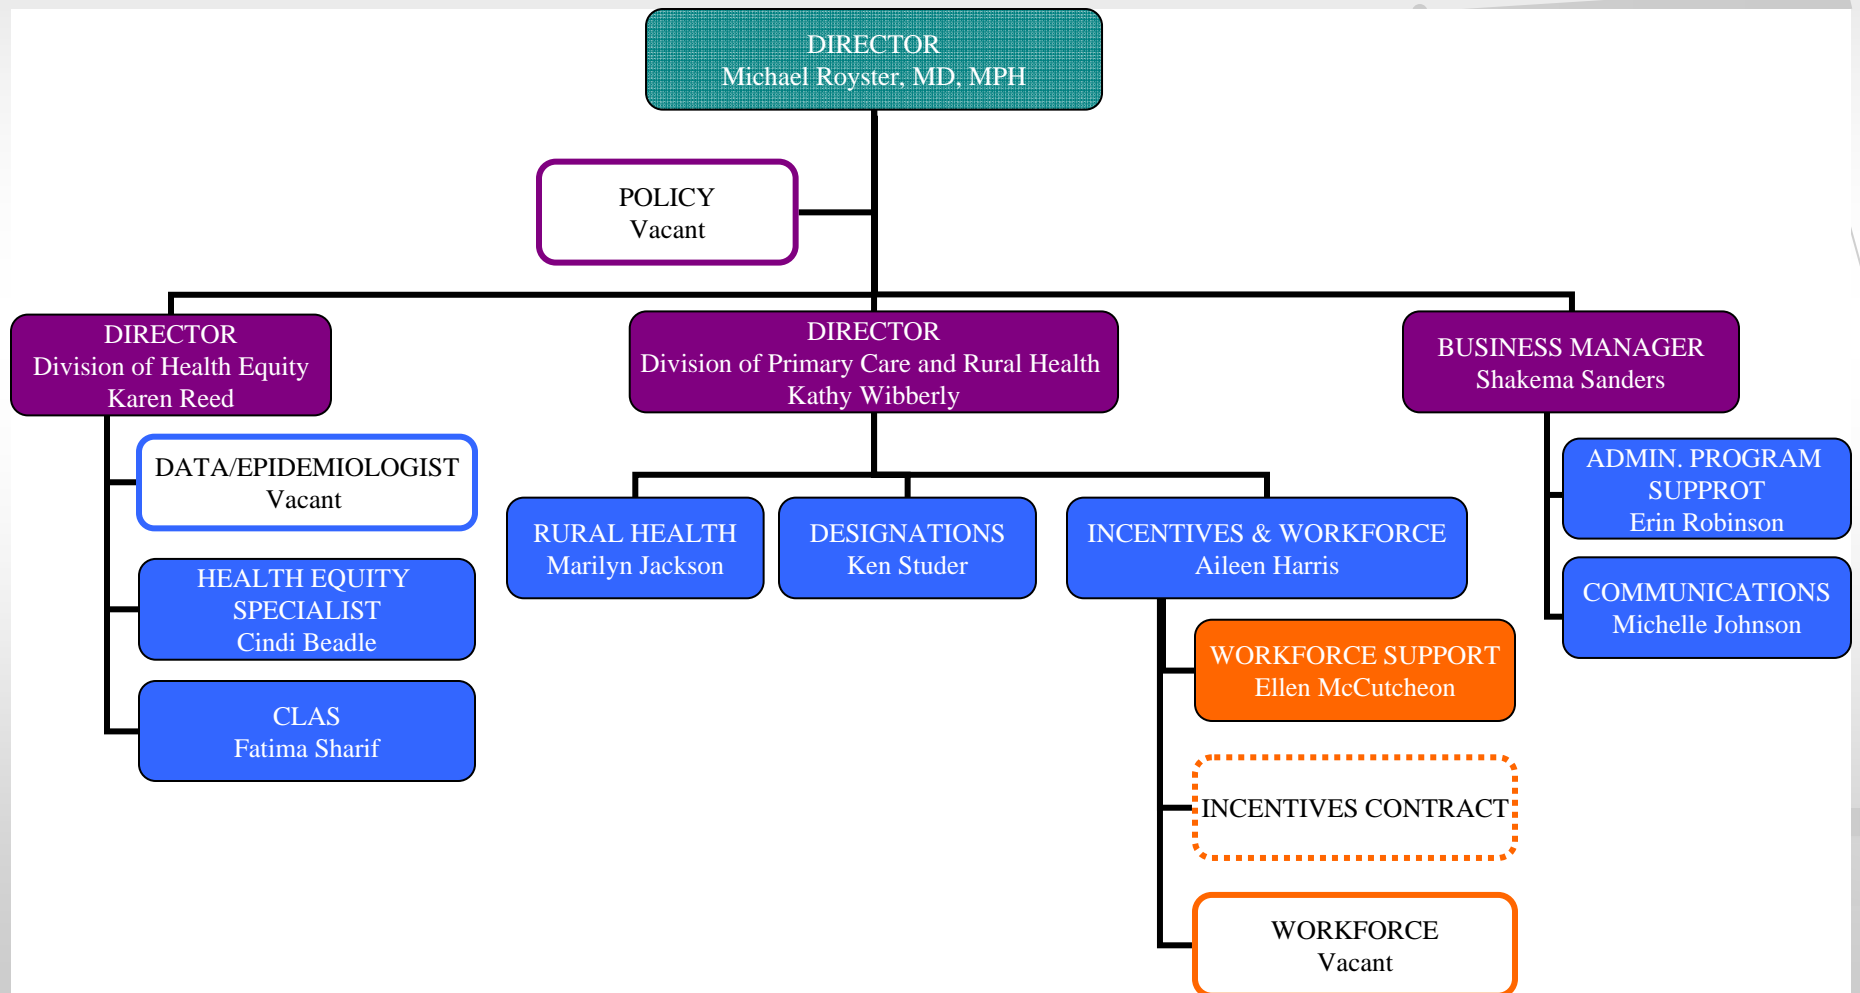 DIRECTOR
Michael Royster, MD, MPH
POLICY
Vacant
DIRECTOR
Division of Health Equity
Karen Reed
DIRECTOR
Division of Primary Care and Rural Health
Kathy Wibberly
BUSINESS MANAGER
Shakema Sanders
DATA/EPIDEMIOLOGIST
Vacant
HEALTH EQUITY
SPECIALIST
Cindi Beadle
CLAS
Fatima Sharif
RURAL HEALTH
Marilyn Jackson
DESIGNATIONS
Ken Studer
INCENTIVES & WORKFORCE
Aileen Harris
WORKFORCE SUPPORT
Ellen McCutcheon
INCENTIVES CONTRACT
WORKFORCE
Vacant
ADMIN. PROGRAM
SUPPROT
Erin Robinson
COMMUNICATIONS
Michelle Johnson